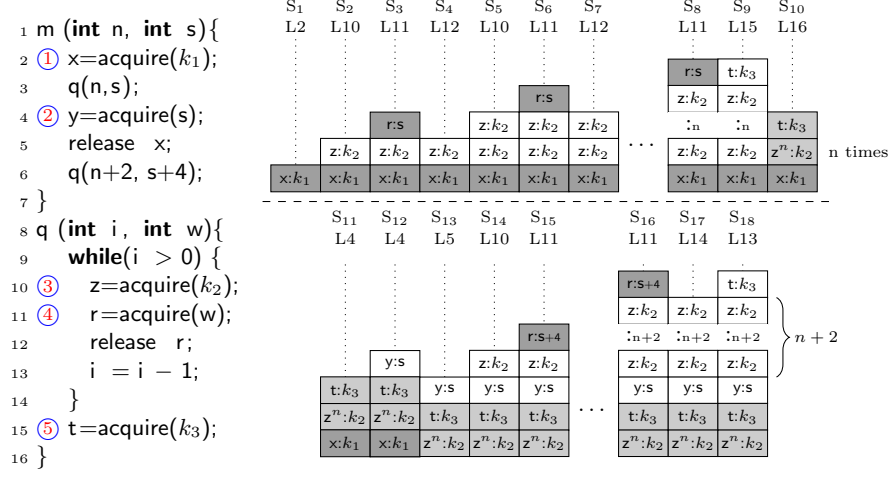 1 m (int n, int s){
2 ① x=acquire(k₁);
3 q(n,s);
4 ② y=acquire(s);
5 release x;
6 q(n+2, s+4);
7 }
8 q (int i, int w){
9 while(i > 0) {
10 ③ z=acquire(k₂);
11 ④ r=acquire(w);
12 release r;
13 i = i − 1;
14 }
15 ⑤ t=acquire(k₃);
16 }
S₁ S₂ S₃ S₄ S₅ S₆ S₇ S₈ S₉ S₁₀
L2 L10 L11 L12 L10 L11 L12 L11 L15 L16
r:s t:k₃
r:s z:k₂ z:k₂
r:s z:k₂ z:k₂ z:k₂ :n :n t:k₃
z:k₂ z:k₂ z:k₂ z:k₂ z:k₂ z:k₂ ... z:k₂ z:k₂ zⁿ:k₂ n times
x:k₁ x:k₁ x:k₁ x:k₁ x:k₁ x:k₁ x:k₁ x:k₁ x:k₁ x:k₁
S₁₁ S₁₂ S₁₃ S₁₄ S₁₅ S₁₆ S₁₇ S₁₈
L4 L4 L5 L10 L11 L11 L14 L13
r:s+4 t:k₃
z:k₂ z:k₂ z:k₂
r:s+4 :n+2 :n+2 :n+2 n + 2
y:s z:k₂ z:k₂ z:k₂ z:k₂ z:k₂
t:k₃ t:k₃ y:s y:s y:s y:s y:s y:s
zⁿ:k₂ zⁿ:k₂ t:k₃ t:k₃ t:k₃ ... t:k₃ t:k₃ t:k₃
x:k₁ x:k₁ zⁿ:k₂ zⁿ:k₂ zⁿ:k₂ zⁿ:k₂ zⁿ:k₂ zⁿ:k₂